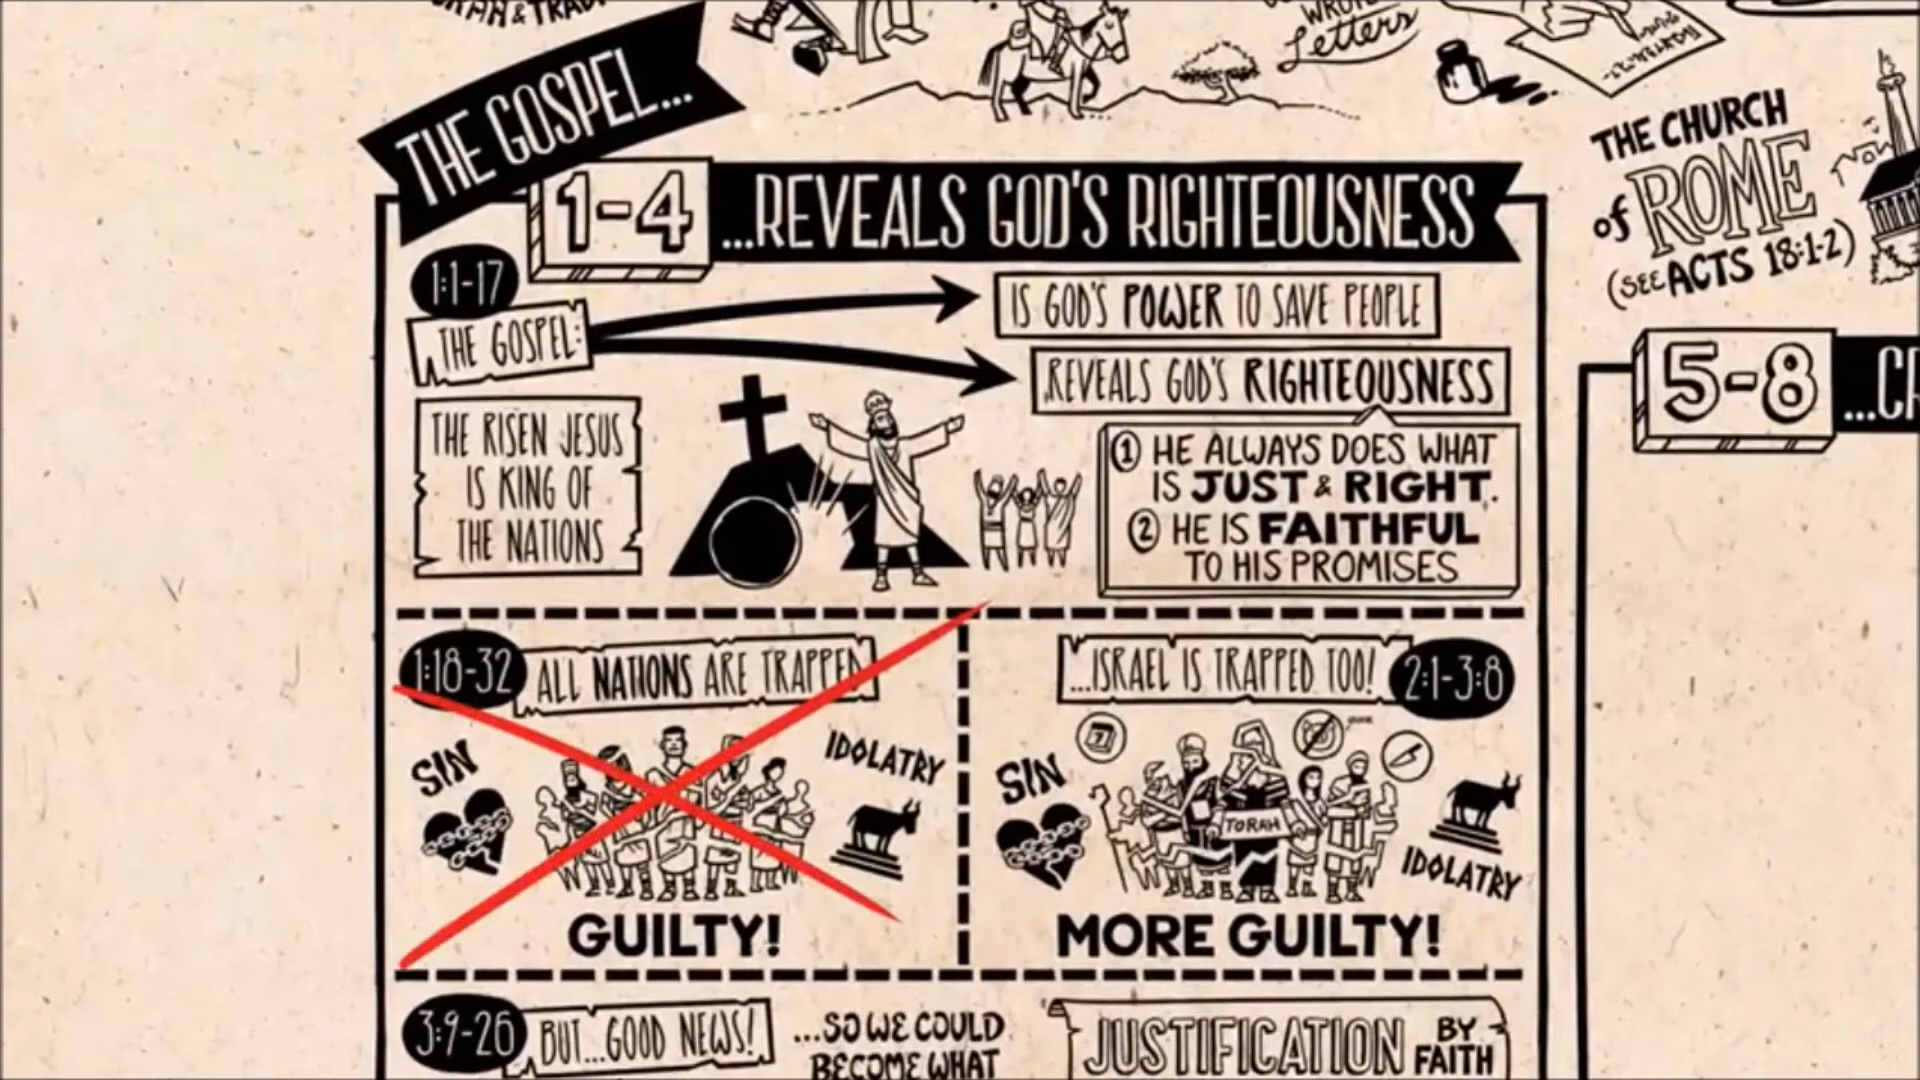 & TRAD
WROTE
Letters
THE GOSPEL...
1-4
...REVEALS GOD'S RIGHTEOUSNESS
THE CHURCH
of ROME
(SEE ACTS 18:1-2)
1:1-17
THE GOSPEL:
IS GOD'S POWER TO SAVE PEOPLE
REVEALS GOD'S RIGHTEOUSNESS
THE RISEN JESUS
IS KING OF
THE NATIONS
1 HE ALWAYS DOES WHAT
IS JUST & RIGHT.
2 HE IS FAITHFUL
TO HIS PROMISES
5-8
...CR
1:18-32
ALL NATIONS ARE TRAPPED
SIN
IDOLATRY
GUILTY!
...ISRAEL IS TRAPPED TOO!
2:1-3:8
7
SIN
TORAH
IDOLATRY
MORE GUILTY!
3:9-26
BUT...GOOD NEWS!
...SO WE COULD
BECOME WHAT
JUSTIFICATION BY
FAITH